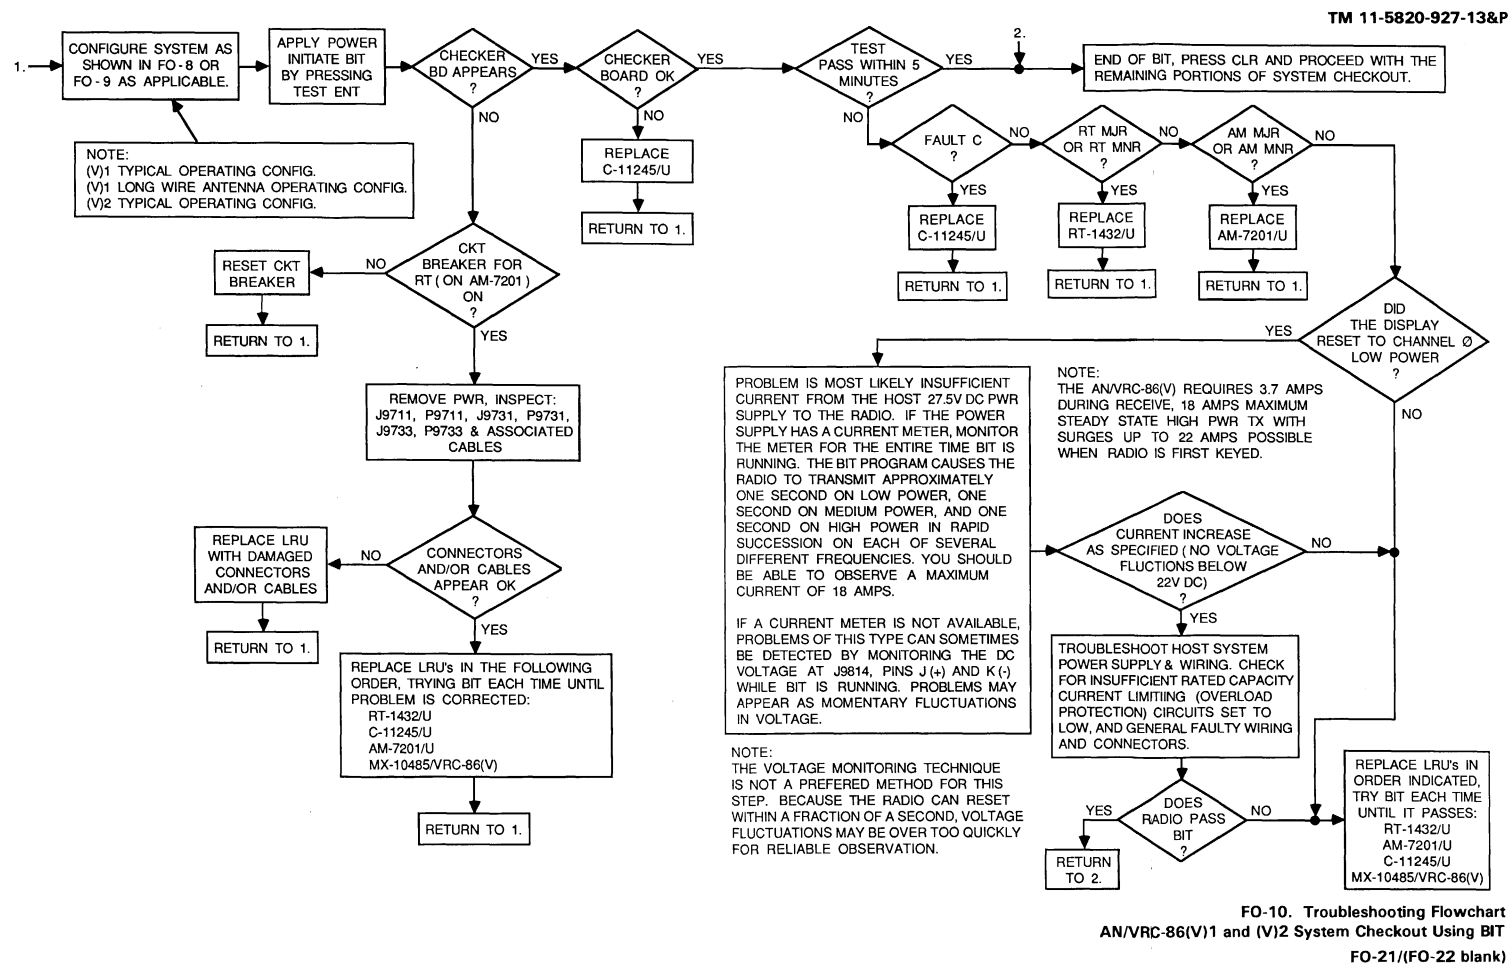 TM 11-5820-927-13&P
1.
CONFIGURE SYSTEM AS
SHOWN IN FO-8 OR
FO-9 AS APPLICABLE.
APPLY POWER
INITIATE BIT
BY PRESSING
TEST ENT
CHECKER
BD APPEARS
?
YES
NO
CHECKER
BOARD OK
?
YES
NO
TEST
PASS WITHIN 5
MINUTES
?
YES
NO
2.
END OF BIT, PRESS CLR AND PROCEED WITH THE
REMAINING PORTIONS OF SYSTEM CHECKOUT.
NOTE:
(V)1 TYPICAL OPERATING CONFIG.
(V)1 LONG WIRE ANTENNA OPERATING CONFIG.
(V)2 TYPICAL OPERATING CONFIG.
REPLACE
C-11245/U
RETURN TO 1.
FAULT C
?
NO
YES
RT MJR
OR RT MNR
?
NO
YES
AM MJR
OR AM MNR
?
NO
YES
REPLACE
C-11245/U
RETURN TO 1.
REPLACE
RT-1432/U
RETURN TO 1.
REPLACE
AM-7201/U
RETURN TO 1.
CKT
BREAKER FOR
RT ( ON AM-7201 )
ON
?
NO
YES
RESET CKT
BREAKER
RETURN TO 1.
REMOVE PWR, INSPECT:
J9711, P9711, J9731, P9731,
J9733, P9733 & ASSOCIATED
CABLES
CONNECTORS
AND/OR CABLES
APPEAR OK
?
NO
YES
REPLACE LRU
WITH DAMAGED
CONNECTORS
AND/OR CABLES
RETURN TO 1.
REPLACE LRU's IN THE FOLLOWING
ORDER, TRYING BIT EACH TIME UNTIL
PROBLEM IS CORRECTED:
RT-1432/U
C-11245/U
AM-7201/U
MX-10485/VRC-86(V)
RETURN TO 1.
DID
THE DISPLAY
RESET TO CHANNEL Ø
LOW POWER
?
YES
NO
PROBLEM IS MOST LIKELY INSUFFICIENT
CURRENT FROM THE HOST 27.5V DC PWR
SUPPLY TO THE RADIO. IF THE POWER
SUPPLY HAS A CURRENT METER, MONITOR
THE METER FOR THE ENTIRE TIME BIT IS
RUNNING. THE BIT PROGRAM CAUSES THE
RADIO TO TRANSMIT APPROXIMATELY
ONE SECOND ON LOW POWER, ONE
SECOND ON MEDIUM POWER, AND ONE
SECOND ON HIGH POWER IN RAPID
SUCCESSION ON EACH OF SEVERAL
DIFFERENT FREQUENCIES. YOU SHOULD
BE ABLE TO OBSERVE A MAXIMUM
CURRENT OF 18 AMPS.
IF A CURRENT METER IS NOT AVAILABLE,
PROBLEMS OF THIS TYPE CAN SOMETIMES
BE DETECTED BY MONITORING THE DC
VOLTAGE AT J9814, PINS J (+) AND K (-)
WHILE BIT IS RUNNING. PROBLEMS MAY
APPEAR AS MOMENTARY FLUCTUATIONS
IN VOLTAGE.
NOTE:
THE VOLTAGE MONITORING TECHNIQUE
IS NOT A PREFERED METHOD FOR THIS
STEP. BECAUSE THE RADIO CAN RESET
WITHIN A FRACTION OF A SECOND, VOLTAGE
FLUCTUATIONS MAY BE OVER TOO QUICKLY
FOR RELIABLE OBSERVATION.
NOTE:
THE AN/VRC-86(V) REQUIRES 3.7 AMPS
DURING RECEIVE, 18 AMPS MAXIMUM
STEADY STATE HIGH PWR TX WITH
SURGES UP TO 22 AMPS POSSIBLE
WHEN RADIO IS FIRST KEYED.
DOES
CURRENT INCREASE
AS SPECIFIED ( NO VOLTAGE
FLUCTIONS BELOW
22V DC)
?
NO
YES
TROUBLESHOOT HOST SYSTEM
POWER SUPPLY & WIRING. CHECK
FOR INSUFFICIENT RATED CAPACITY
CURRENT LIMITIING (OVERLOAD
PROTECTION) CIRCUITS SET TO
LOW, AND GENERAL FAULTY WIRING
AND CONNECTORS.
DOES
RADIO PASS
BIT
?
YES
NO
RETURN
TO 2.
REPLACE LRU's IN
ORDER INDICATED,
TRY BIT EACH TIME
UNTIL IT PASSES:
RT-1432/U
AM-7201/U
C-11245/U
MX-10485/VRC-86(V)
FO-10. Troubleshooting Flowchart
AN/VRC-86(V)1 and (V)2 System Checkout Using BIT
FO-21/(FO-22 blank)